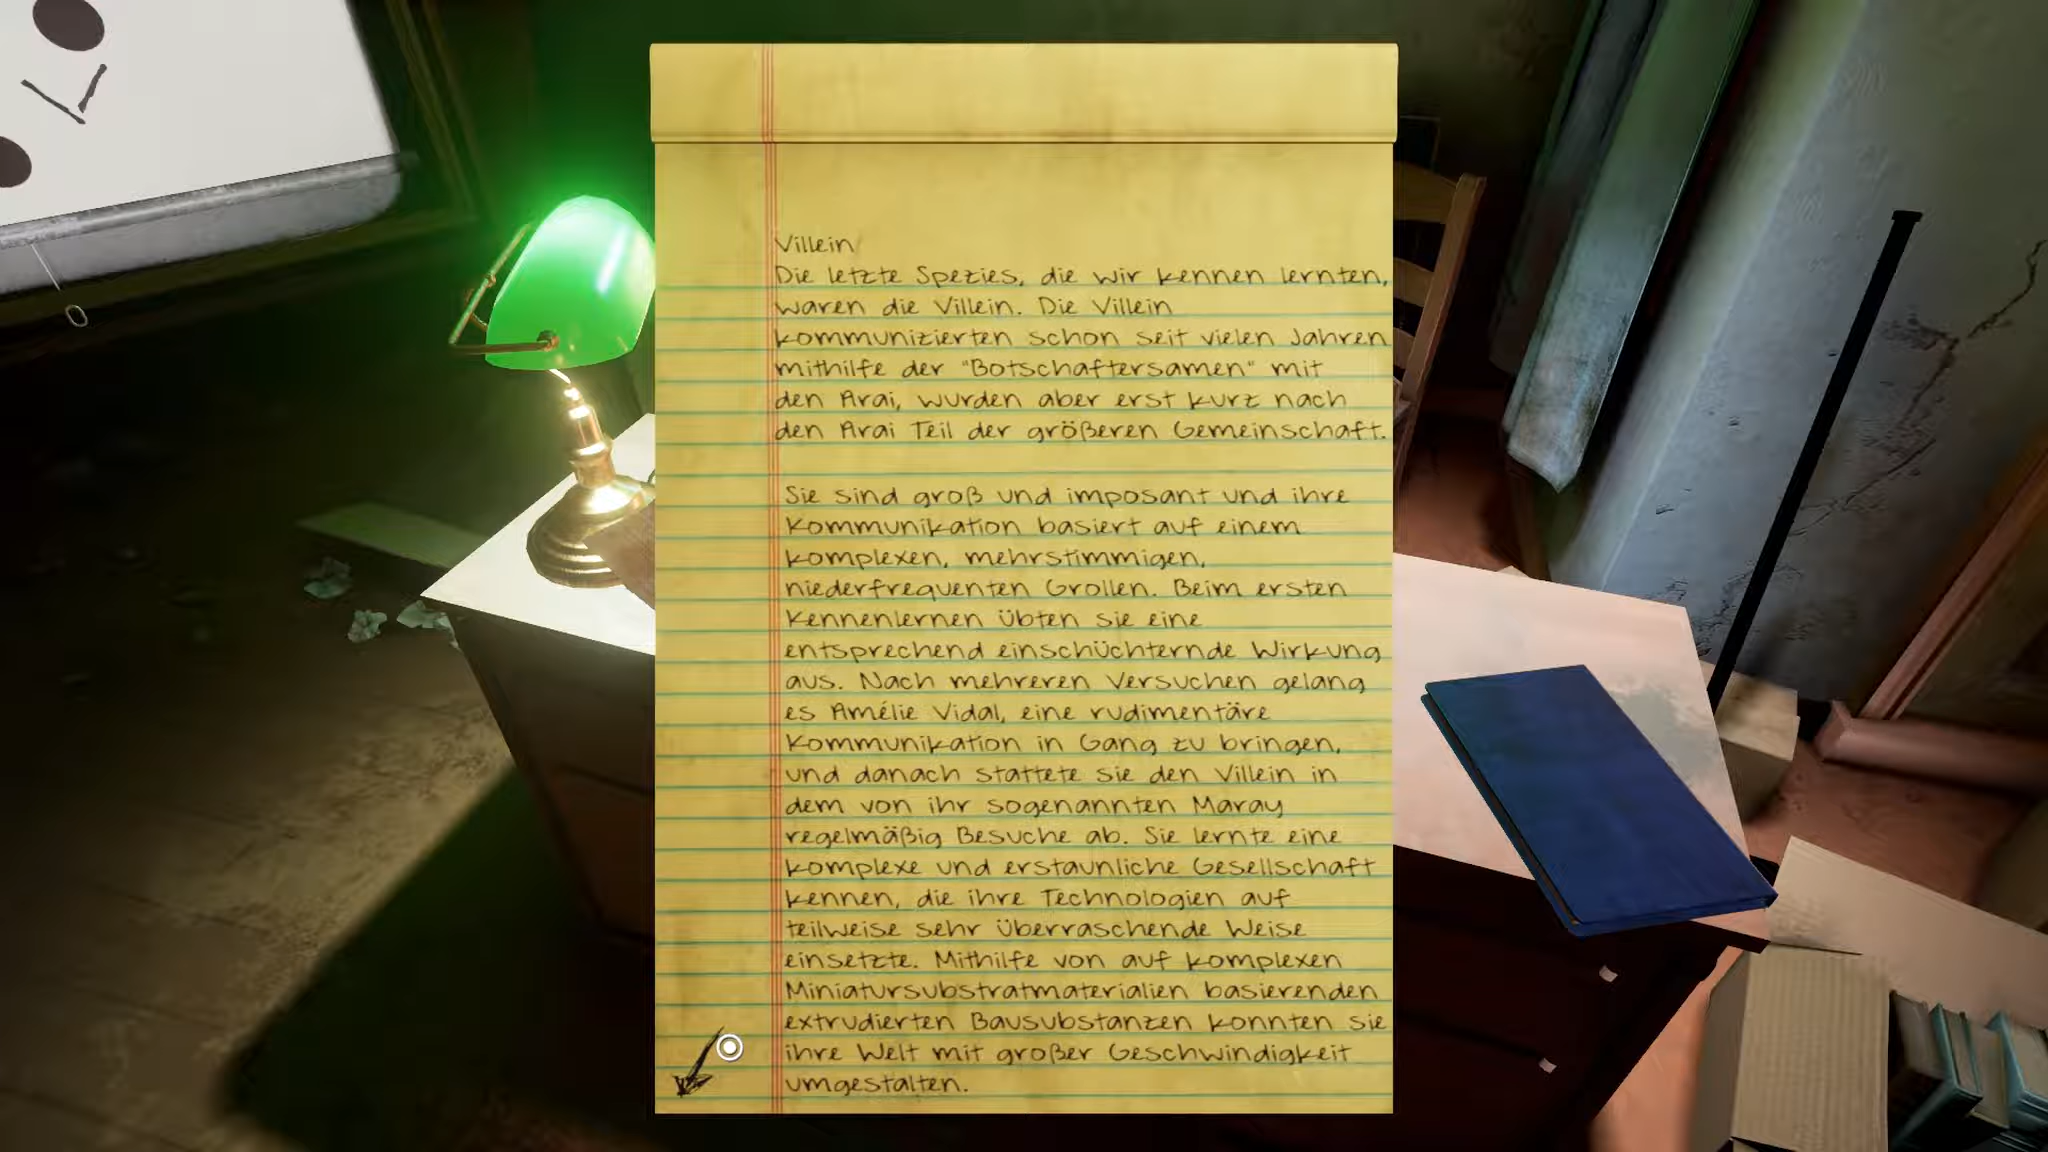 Villein
Die letzte Spezies, die wir kennen lernten,
waren die Villein. Die Villein
kommunizierten schon seit vielen Jahren
mithilfe der "Botschaftersamen" mit
den Arai, wurden aber erst kurz nach
den Arai Teil der größeren Gemeinschaft.
Sie sind groß und imposant und ihre
Kommunikation basiert auf einem
komplexen, mehrstimmigen,
niederfrequenten Grollen. Beim ersten
Kennenlernen übten sie eine
entsprechend einschüchternde Wirkung
aus. Nach mehreren Versuchen gelang
es Amélie Vidal, eine rudimentäre
Kommunikation in Gang zu bringen,
und danach stattete sie den Villein in
dem von ihr sogenannten Maray
regelmäßig Besuche ab. Sie lernte eine
komplexe und erstaunliche Gesellschaft
kennen, die ihre Technologien auf
teilweise sehr überraschende Weise
einsetzte. Mithilfe von auf komplexen
Miniatursubstratmaterialien basierenden
extrudierten Bausubstanzen konnten sie
ihre Welt mit großer Geschwindigkeit
umgestalten.